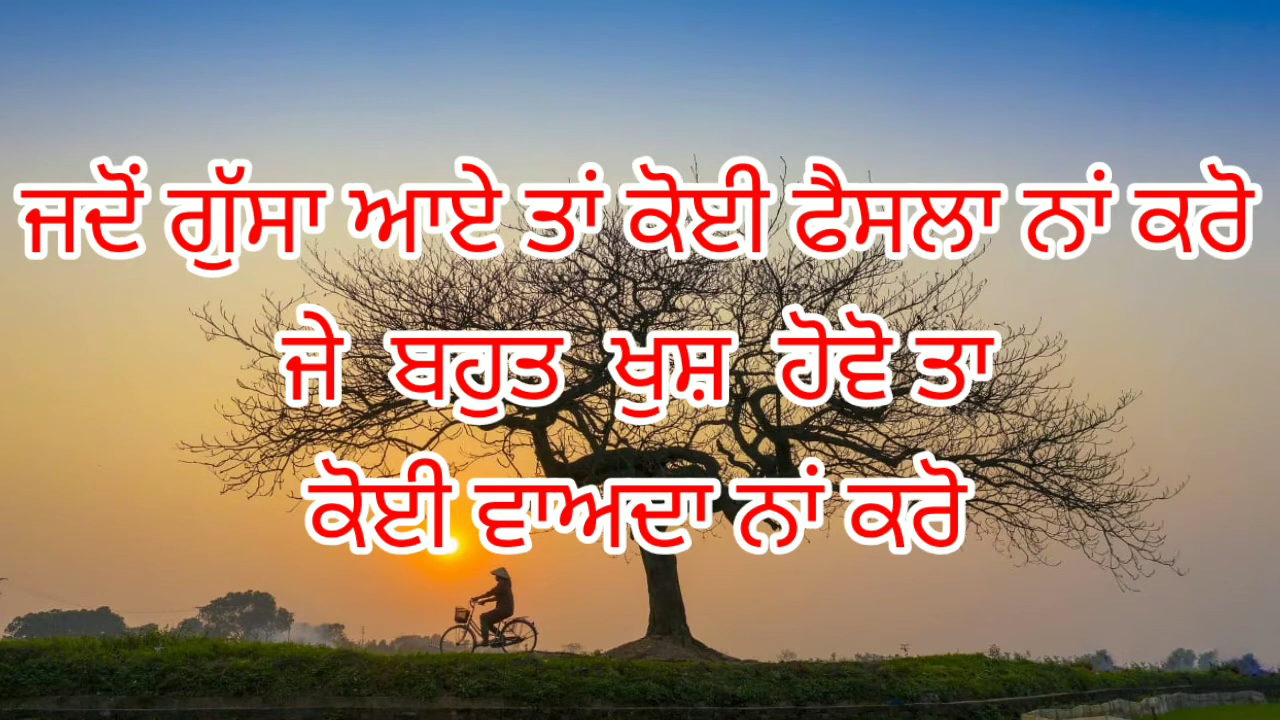 ਜਦੋਂ ਗੁੱਸਾ ਆਏ ਤਾਂ ਕੋਈ ਫੈਸਲਾ ਨਾਂ ਕਰੋ
ਜੇ ਬਹੁਤ ਖੁਸ਼ ਹੋਵੋ ਤਾ
ਕੋਈ ਵਾਅਦਾ ਨਾਂ ਕਰੋ